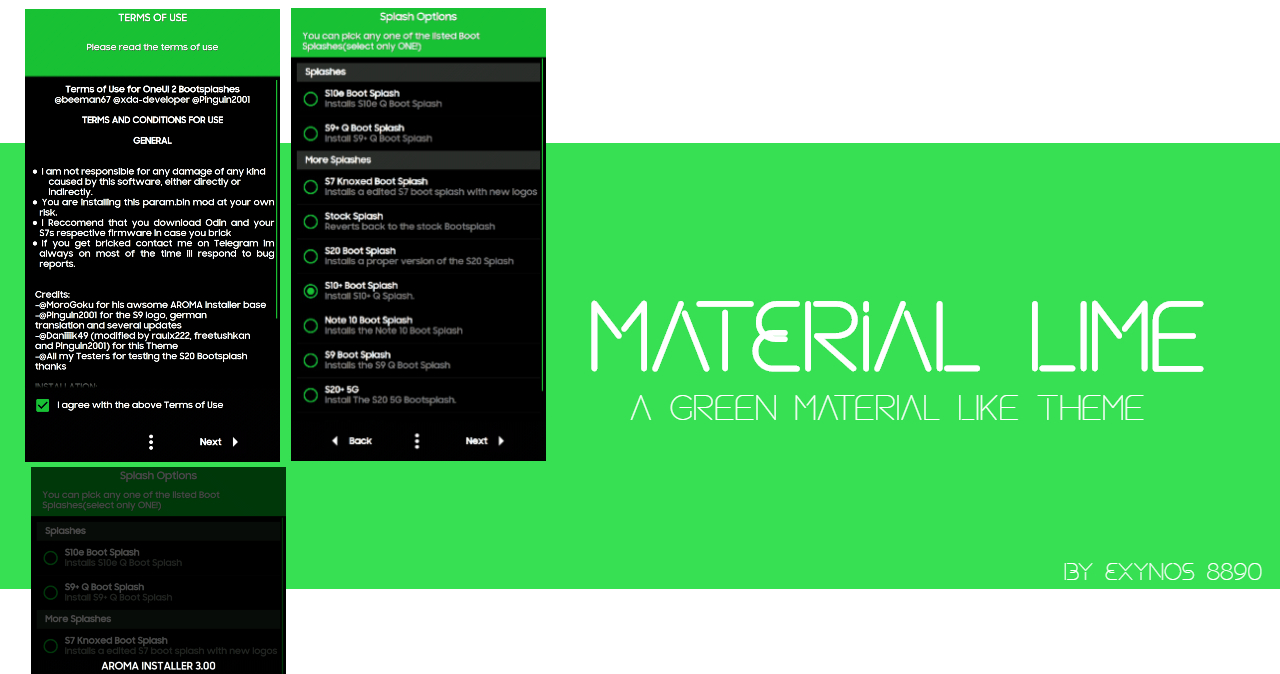 TERMS OF USE
Please read the terms of use
Terms of Use for OneUI 2 Bootsplashes
@beeman67 @xda-developer @Pinguin2001
TERMS AND CONDITIONS FOR USE
GENERAL
● I am not responsible for any damage of any kind
caused by this software, either directly or
indirectly.
● You are installing this param.bin mod at your own
risk.
● I Reccomend that you download Odin and your
S7s respective firmware in case you brick
● If you get bricked contact me on Telegram Im
always on most of the time ill respond to bug
reports.
Credits:
-@MoroGoku for his awsome AROMA Installer base
-@Pinguin2001 for the S9 logo, german
translation and several updates
-@Daniiiik49 (modified by raulx222, freetushkan
and Pinguin2001) for this Theme
-@All my Testers for testing the S20 Bootsplash
thanks
INSTALLATION:
I agree with the above Terms of Use
Next
Splash Options
You can pick any one of the listed Boot
Splashes(select only ONE!)
Splashes
S10e Boot Splash
Installs S10e Q Boot Splash
S9+ Q Boot Splash
Install S9+ Q Boot Splash
More Splashes
S7 Knoxed Boot Splash
Installs a edited S7 boot splash with new logos
Stock Splash
Reverts back to the stock Bootsplash
S20 Boot Splash
Installs a proper version of the S20 Splash
S10+ Boot Splash
Install S10+ Q Splash.
Note 10 Boot Splash
Installs the Note 10 Boot Splash
S9 Boot Splash
Installs the S9 Q Boot Splash
S20+ 5G
Install The S20 5G Bootsplash.
Back
Next
MATERIAL LIME
A GREEN MATERIAL LIKE THEME
BY EXYNOS 8890
Splash Options
You can pick any one of the listed Boot
Splashes(select only ONE!)
Splashes
S10e Boot Splash
Installs S10e Q Boot Splash
S9+ Q Boot Splash
Install S9+ Q Boot Splash
More Splashes
S7 Knoxed Boot Splash
Installs a edited S7 boot splash with new logos
AROMA INSTALLER 3.00